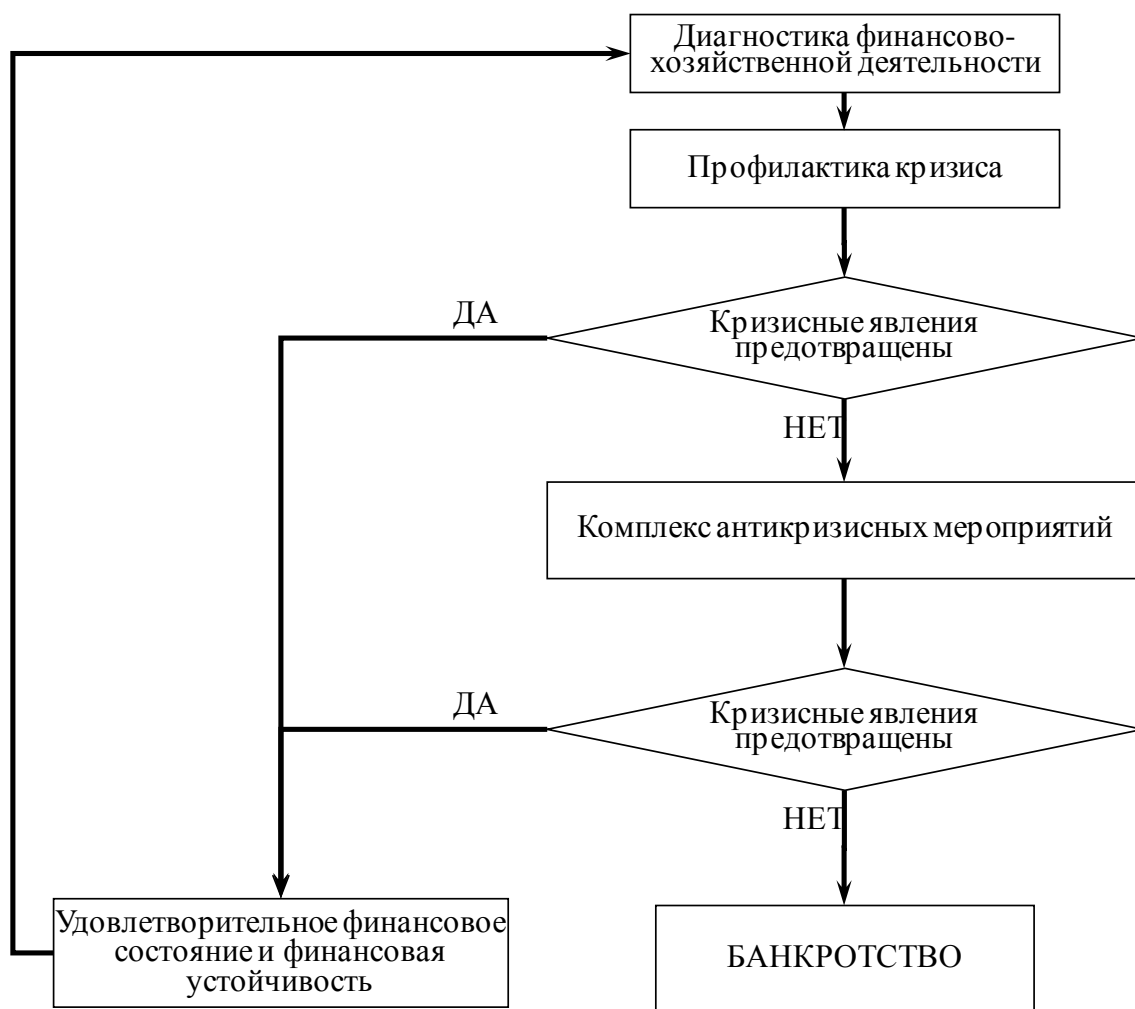 Диагностика финансово-
хозяйственной деятельности
Профилактика кризиса
ДА
Кризисные явления
предотвращены
НЕТ
Комплекс антикризисных мероприятий
ДА
Кризисные явления
предотвращены
НЕТ
Удовлетворительное финансовое
состояние и финансовая
устойчивость
БАНКРОТСТВО